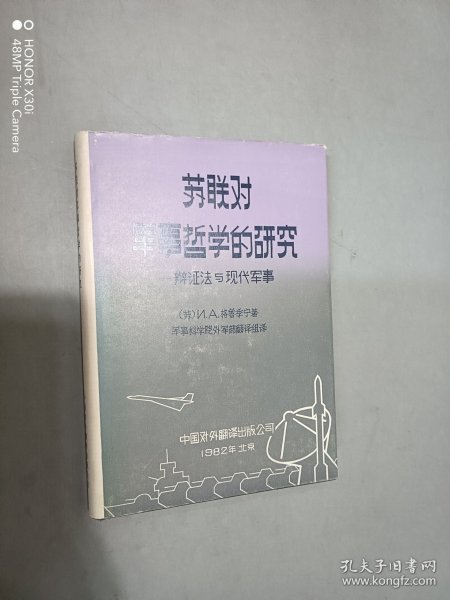 HONOR X30i
48MP Triple Camera
苏联对
军事哲学的研究
—辩证法与现代军事
(苏)И.А.格鲁季宁著
军事科学院外军部翻译组译
中国对外翻译出版公司
1982年 北京
孔夫子旧书网
www.kongfz.com